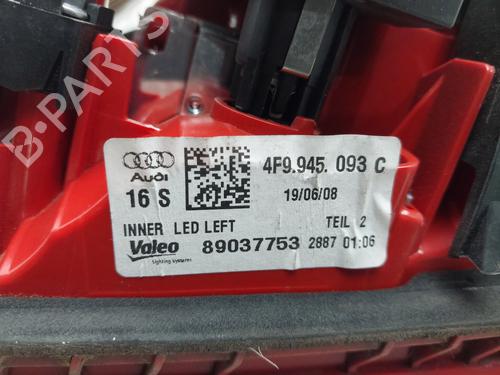 Audi
16 S
4F9.945. 093 C
19/06/08
INNER LED LEFT
TEIL 2
Valeo
Lighting Systems
89037753 2887 01:06
B-PARTS